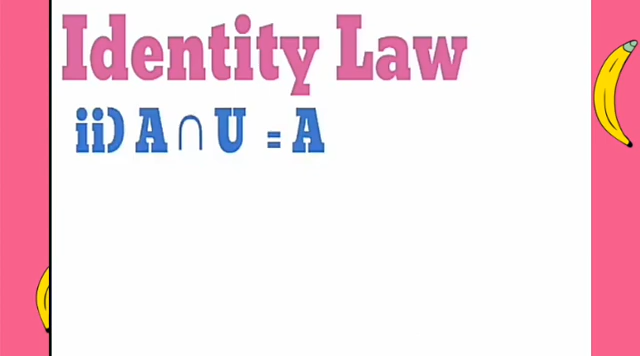 Identity Law
ii) A ∩ U = A